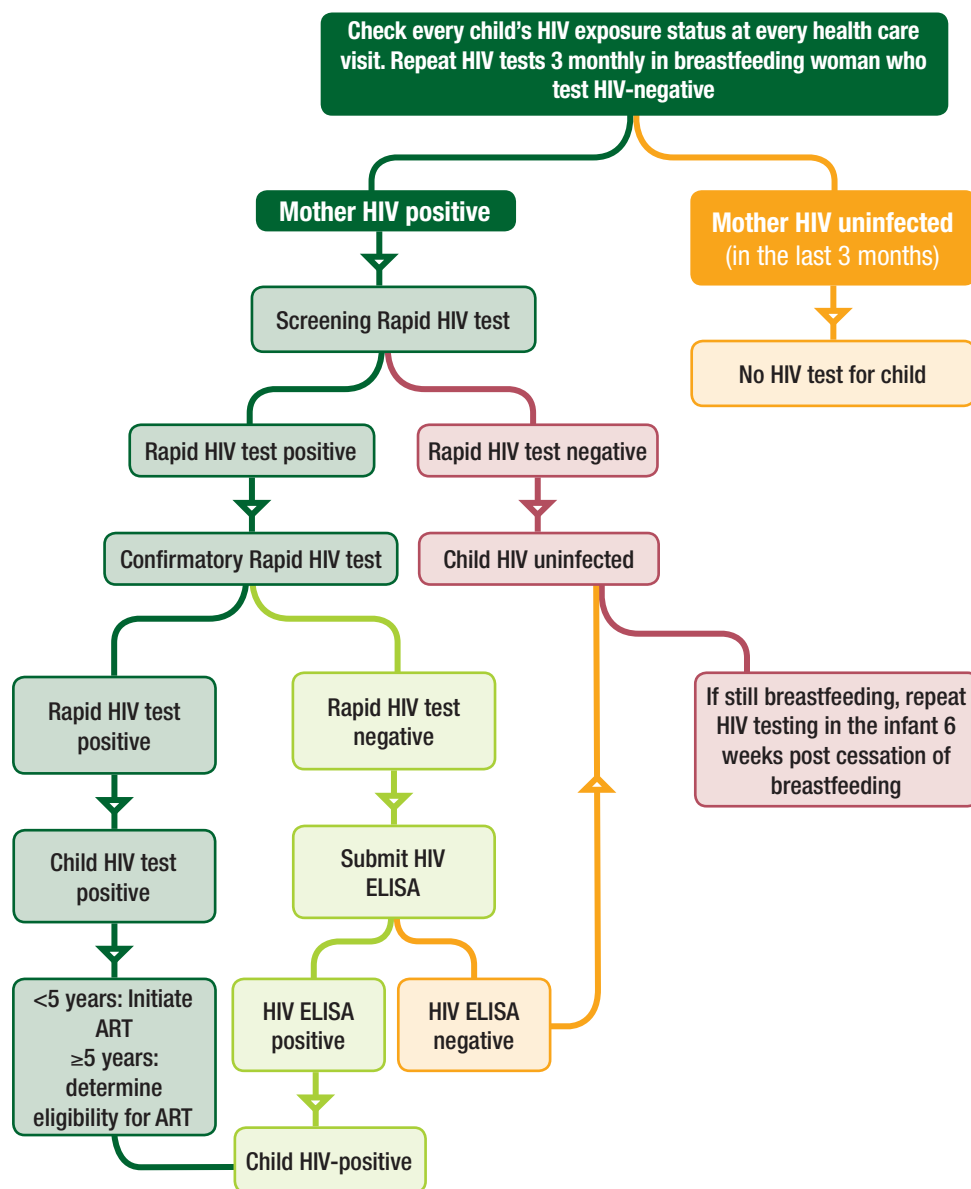 Check every child’s HIV exposure status at every health care
visit. Repeat HIV tests 3 monthly in breastfeeding woman who
test HIV-negative
Mother HIV positive
Mother HIV uninfected
(in the last 3 months)
Screening Rapid HIV test
No HIV test for child
Rapid HIV test positive
Rapid HIV test negative
Confirmatory Rapid HIV test
Child HIV uninfected
Rapid HIV test
positive
Rapid HIV test
negative
If still breastfeeding, repeat
HIV testing in the infant 6
weeks post cessation of
breastfeeding
Child HIV test
positive
Submit HIV
ELISA
<5 years: Initiate
ART
≥5 years:
determine
eligibility for ART
HIV ELISA
positive
HIV ELISA
negative
Child HIV-positive